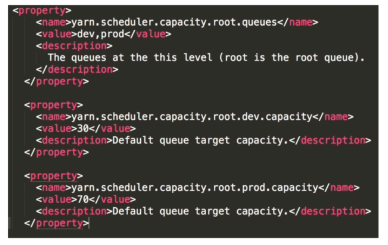 <property>
<name>yarn.scheduler.capacity.root.queues</name>
<value>dev,prod</value>
<description>
The queues at the this level (root is the root queue).
</description>
</property>
<property>
<name>yarn.scheduler.capacity.root.dev.capacity</name>
<value>30</value>
<description>Default queue target capacity.</description>
</property>
<property>
<name>yarn.scheduler.capacity.root.prod.capacity</name>
<value>70</value>
<description>Default queue target capacity.</description>
</property>